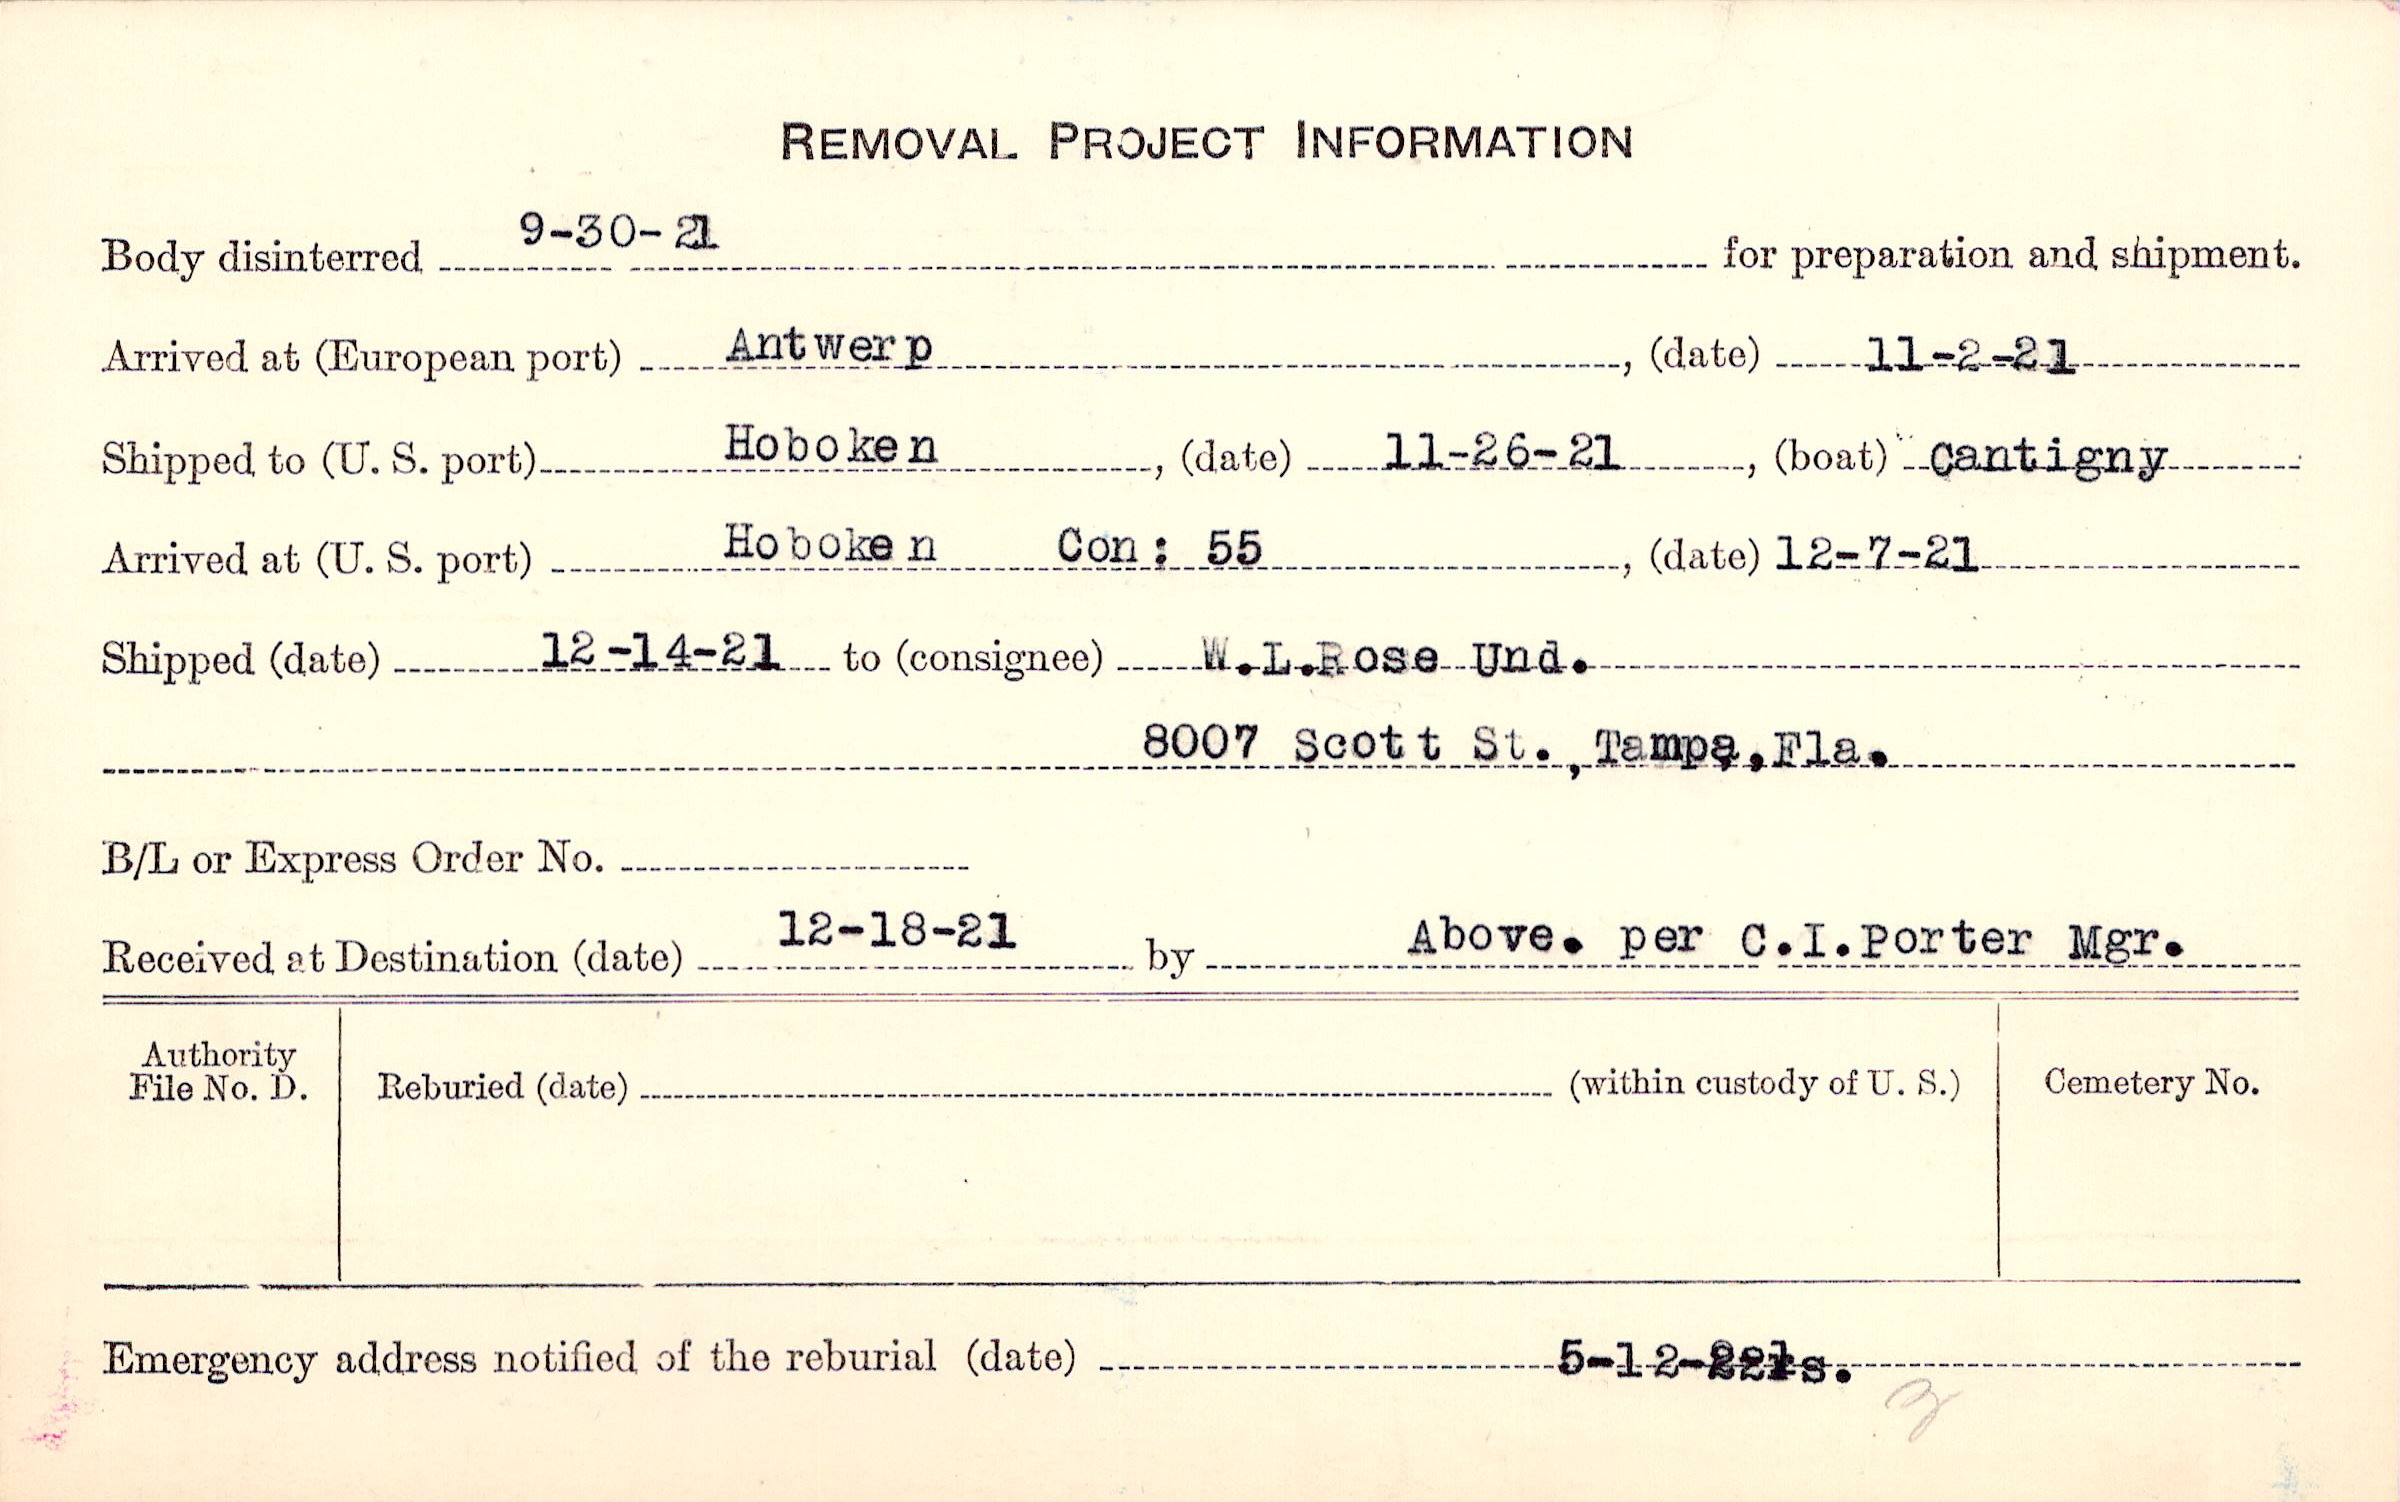 REMOVAL PROJECT INFORMATION
Body disinterred 9-30-21 for preparation and shipment.
Arrived at (European port) Antwerp, (date) 11-2-21
Shipped to (U. S. port) Hoboken, (date) 11-26-21, (boat) Cantigny
Arrived at (U. S. port) Hoboken Con: 55, (date) 12-7-21
Shipped (date) 12-14-21 to (consignee) W.L.Rose Und.
8007 Scott St.,Tampa,Fla.
B/L or Express Order No.
Received at Destination (date) 12-18-21 by Above. per C.I.Porter Mgr.
Authority
File No. D.
Reburied (date) (within custody of U. S.)
Cemetery No.
Emergency address notified of the reburial (date) 5-12-